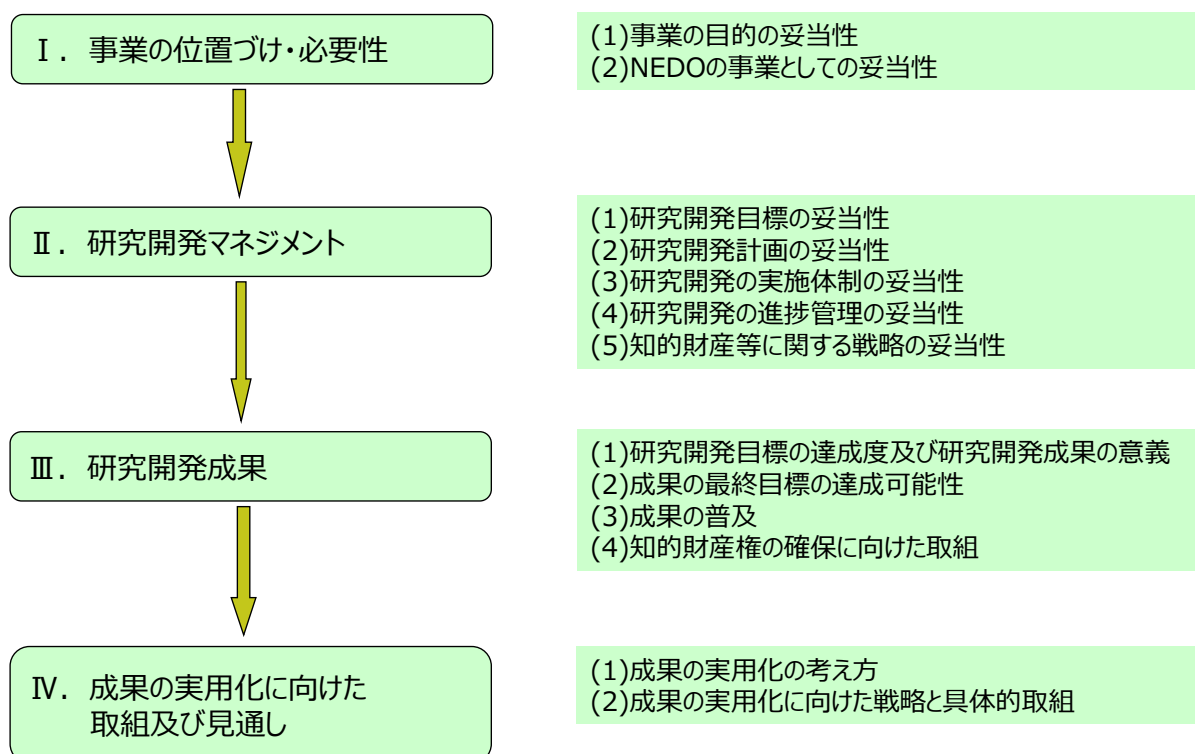 Ⅰ. 事業の位置づけ・必要性
(1)事業の目的の妥当性
(2)NEDOの事業としての妥当性
Ⅱ. 研究開発マネジメント
(1)研究開発目標の妥当性
(2)研究開発計画の妥当性
(3)研究開発の実施体制の妥当性
(4)研究開発の進捗管理の妥当性
(5)知的財産等に関する戦略の妥当性
Ⅲ. 研究開発成果
(1)研究開発目標の達成度及び研究開発成果の意義
(2)成果の最終目標の達成可能性
(3)成果の普及
(4)知的財産権の確保に向けた取組
Ⅳ. 成果の実用化に向けた
取組及び見通し
(1)成果の実用化の考え方
(2)成果の実用化に向けた戦略と具体的取組